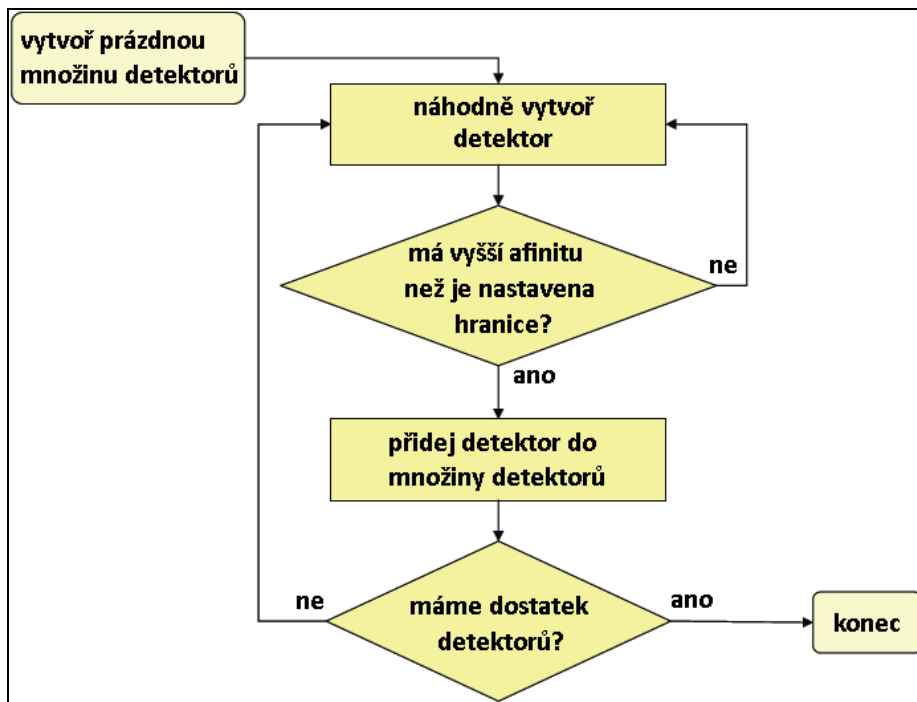 vytvoř prázdnou
množinu detektorů
náhodně vytvoř
detektor
má vyšší afinitu
než je nastavena
hranice?
ne
ano
přidej detektor do
množiny detektorů
ne
máme dostatek
detektorů?
ano
konec